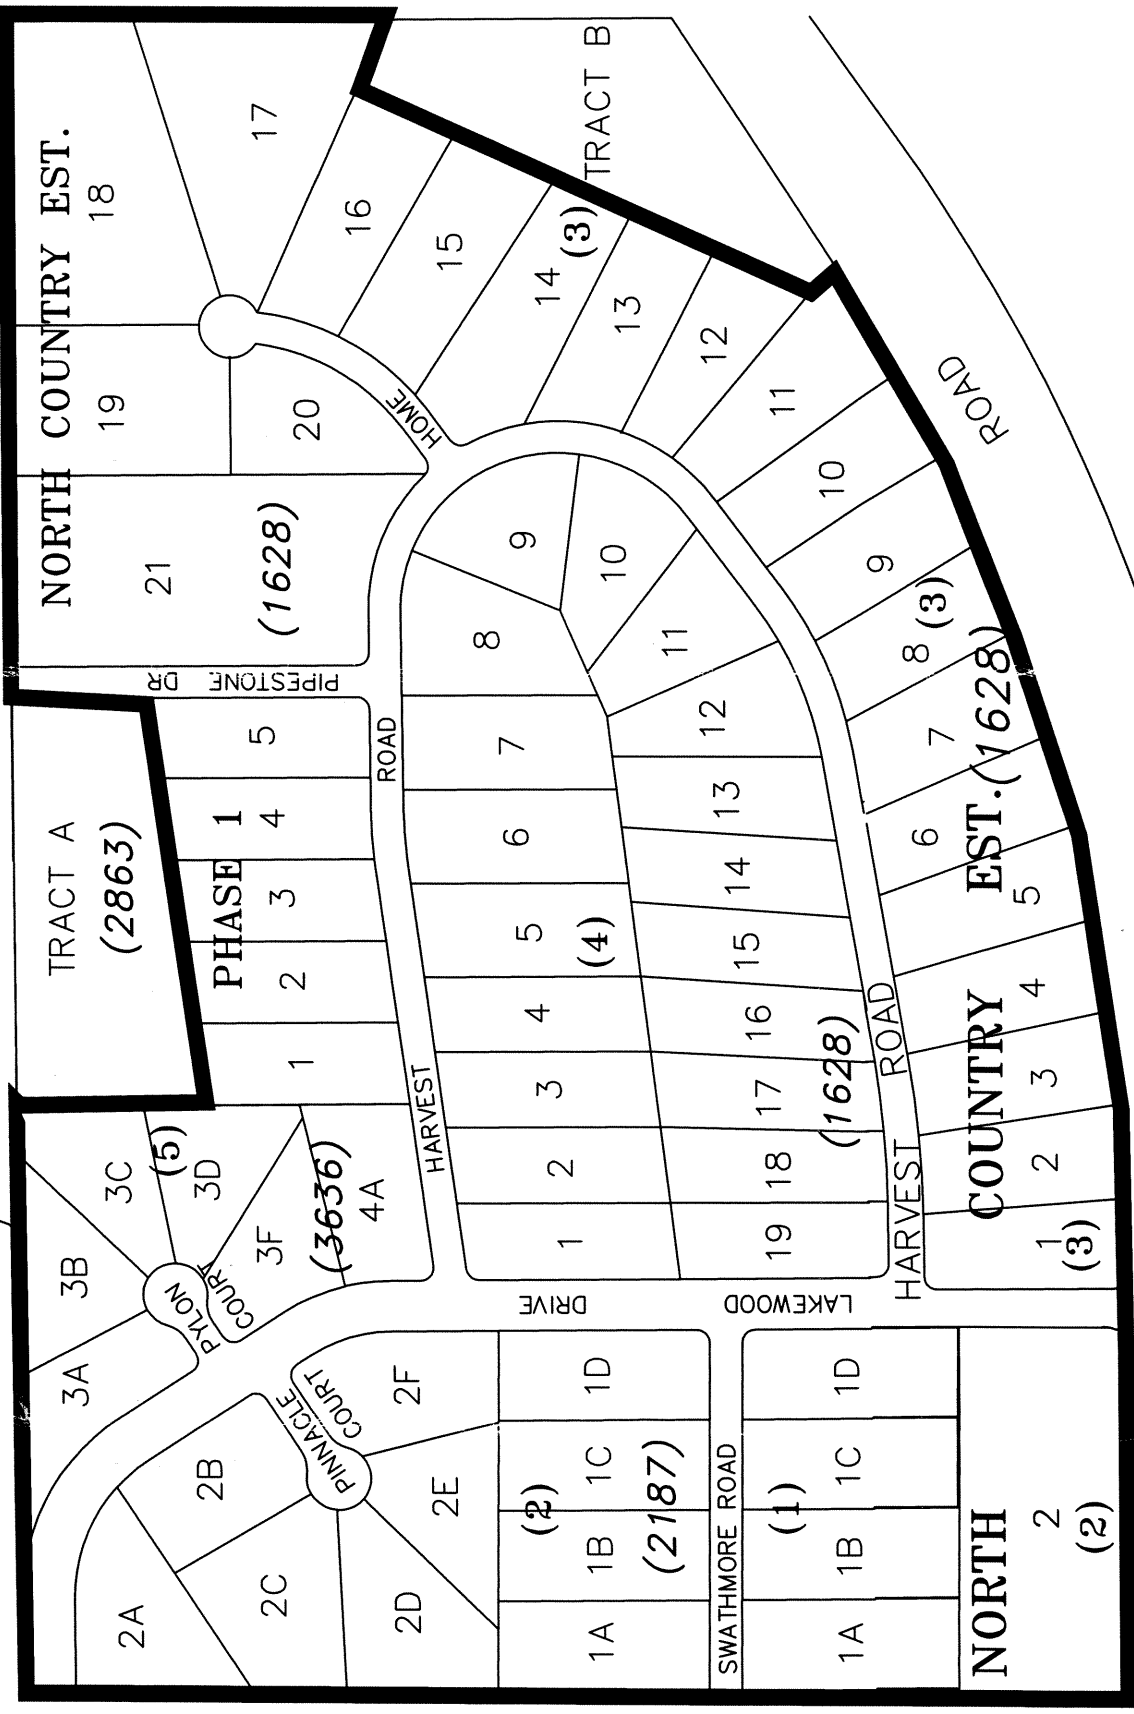 NORTH COUNTRY EST.
18
17
16
15
14
(3)
13
12
11
10
9
8
(3)
7
6
5
4
3
2
1
(3)
19
20
21
(1628)
TRACT B
ROAD
HOME
PIPESTONE DR
TRACT A
(2863)
PHASE 1
5
4
3
2
1
ROAD
HARVEST
9
10
8
11
7
12
6
13
5
14
(4)
15
4
16
3
17
2
18
1
19
(1628)
HARVEST ROAD
NORTH COUNTRY EST. (1628)
3C
(5)
3D
3B
3F
(3636)
4A
3A
PYLON COURT
LAKEWOOD DRIVE
PINNACLE COURT
2F
2B
2E
2A
2C
2D
1D
1C
1B
1A
(2)
(2187)
SWATHMORE ROAD
1D
1C
1B
1A
(1)
2
(2)